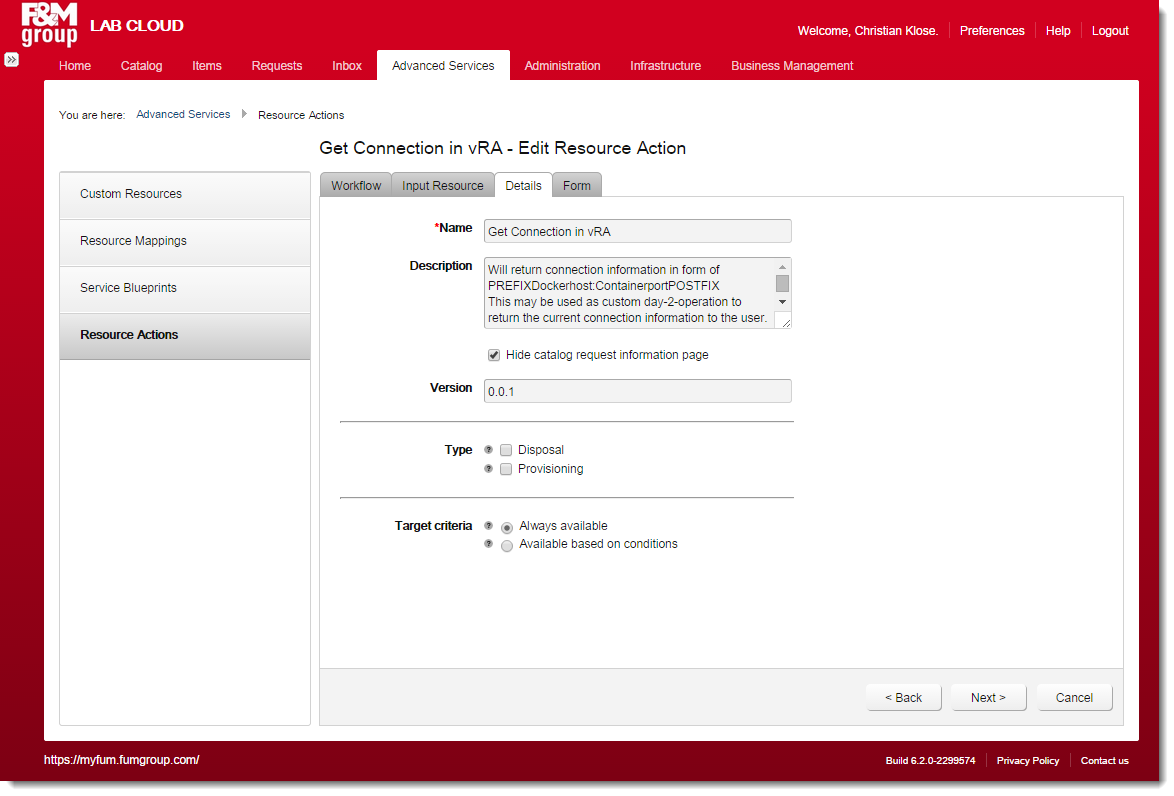 F&M
group
LAB CLOUD
Welcome, Christian Klose. Preferences Help Logout
Home Catalog Items Requests Inbox Advanced Services Administration Infrastructure Business Management
You are here: Advanced Services Resource Actions
Get Connection in vRA - Edit Resource Action
Custom Resources
Resource Mappings
Service Blueprints
Resource Actions
Workflow Input Resource Details Form
*Name Get Connection in vRA
Description Will return connection information in form of
PREFIXDockerhost:ContainerportPOSTFIX
This may be used as custom day-2-operation to
return the current connection information to the user.
Hide catalog request information page
Version 0.0.1
Type ? Disposal
? Provisioning
Target criteria ? Always available
? Available based on conditions
< Back Next > Cancel
https://myfum.fumgroup.com/ Build 6.2.0-2299574 Privacy Policy Contact us